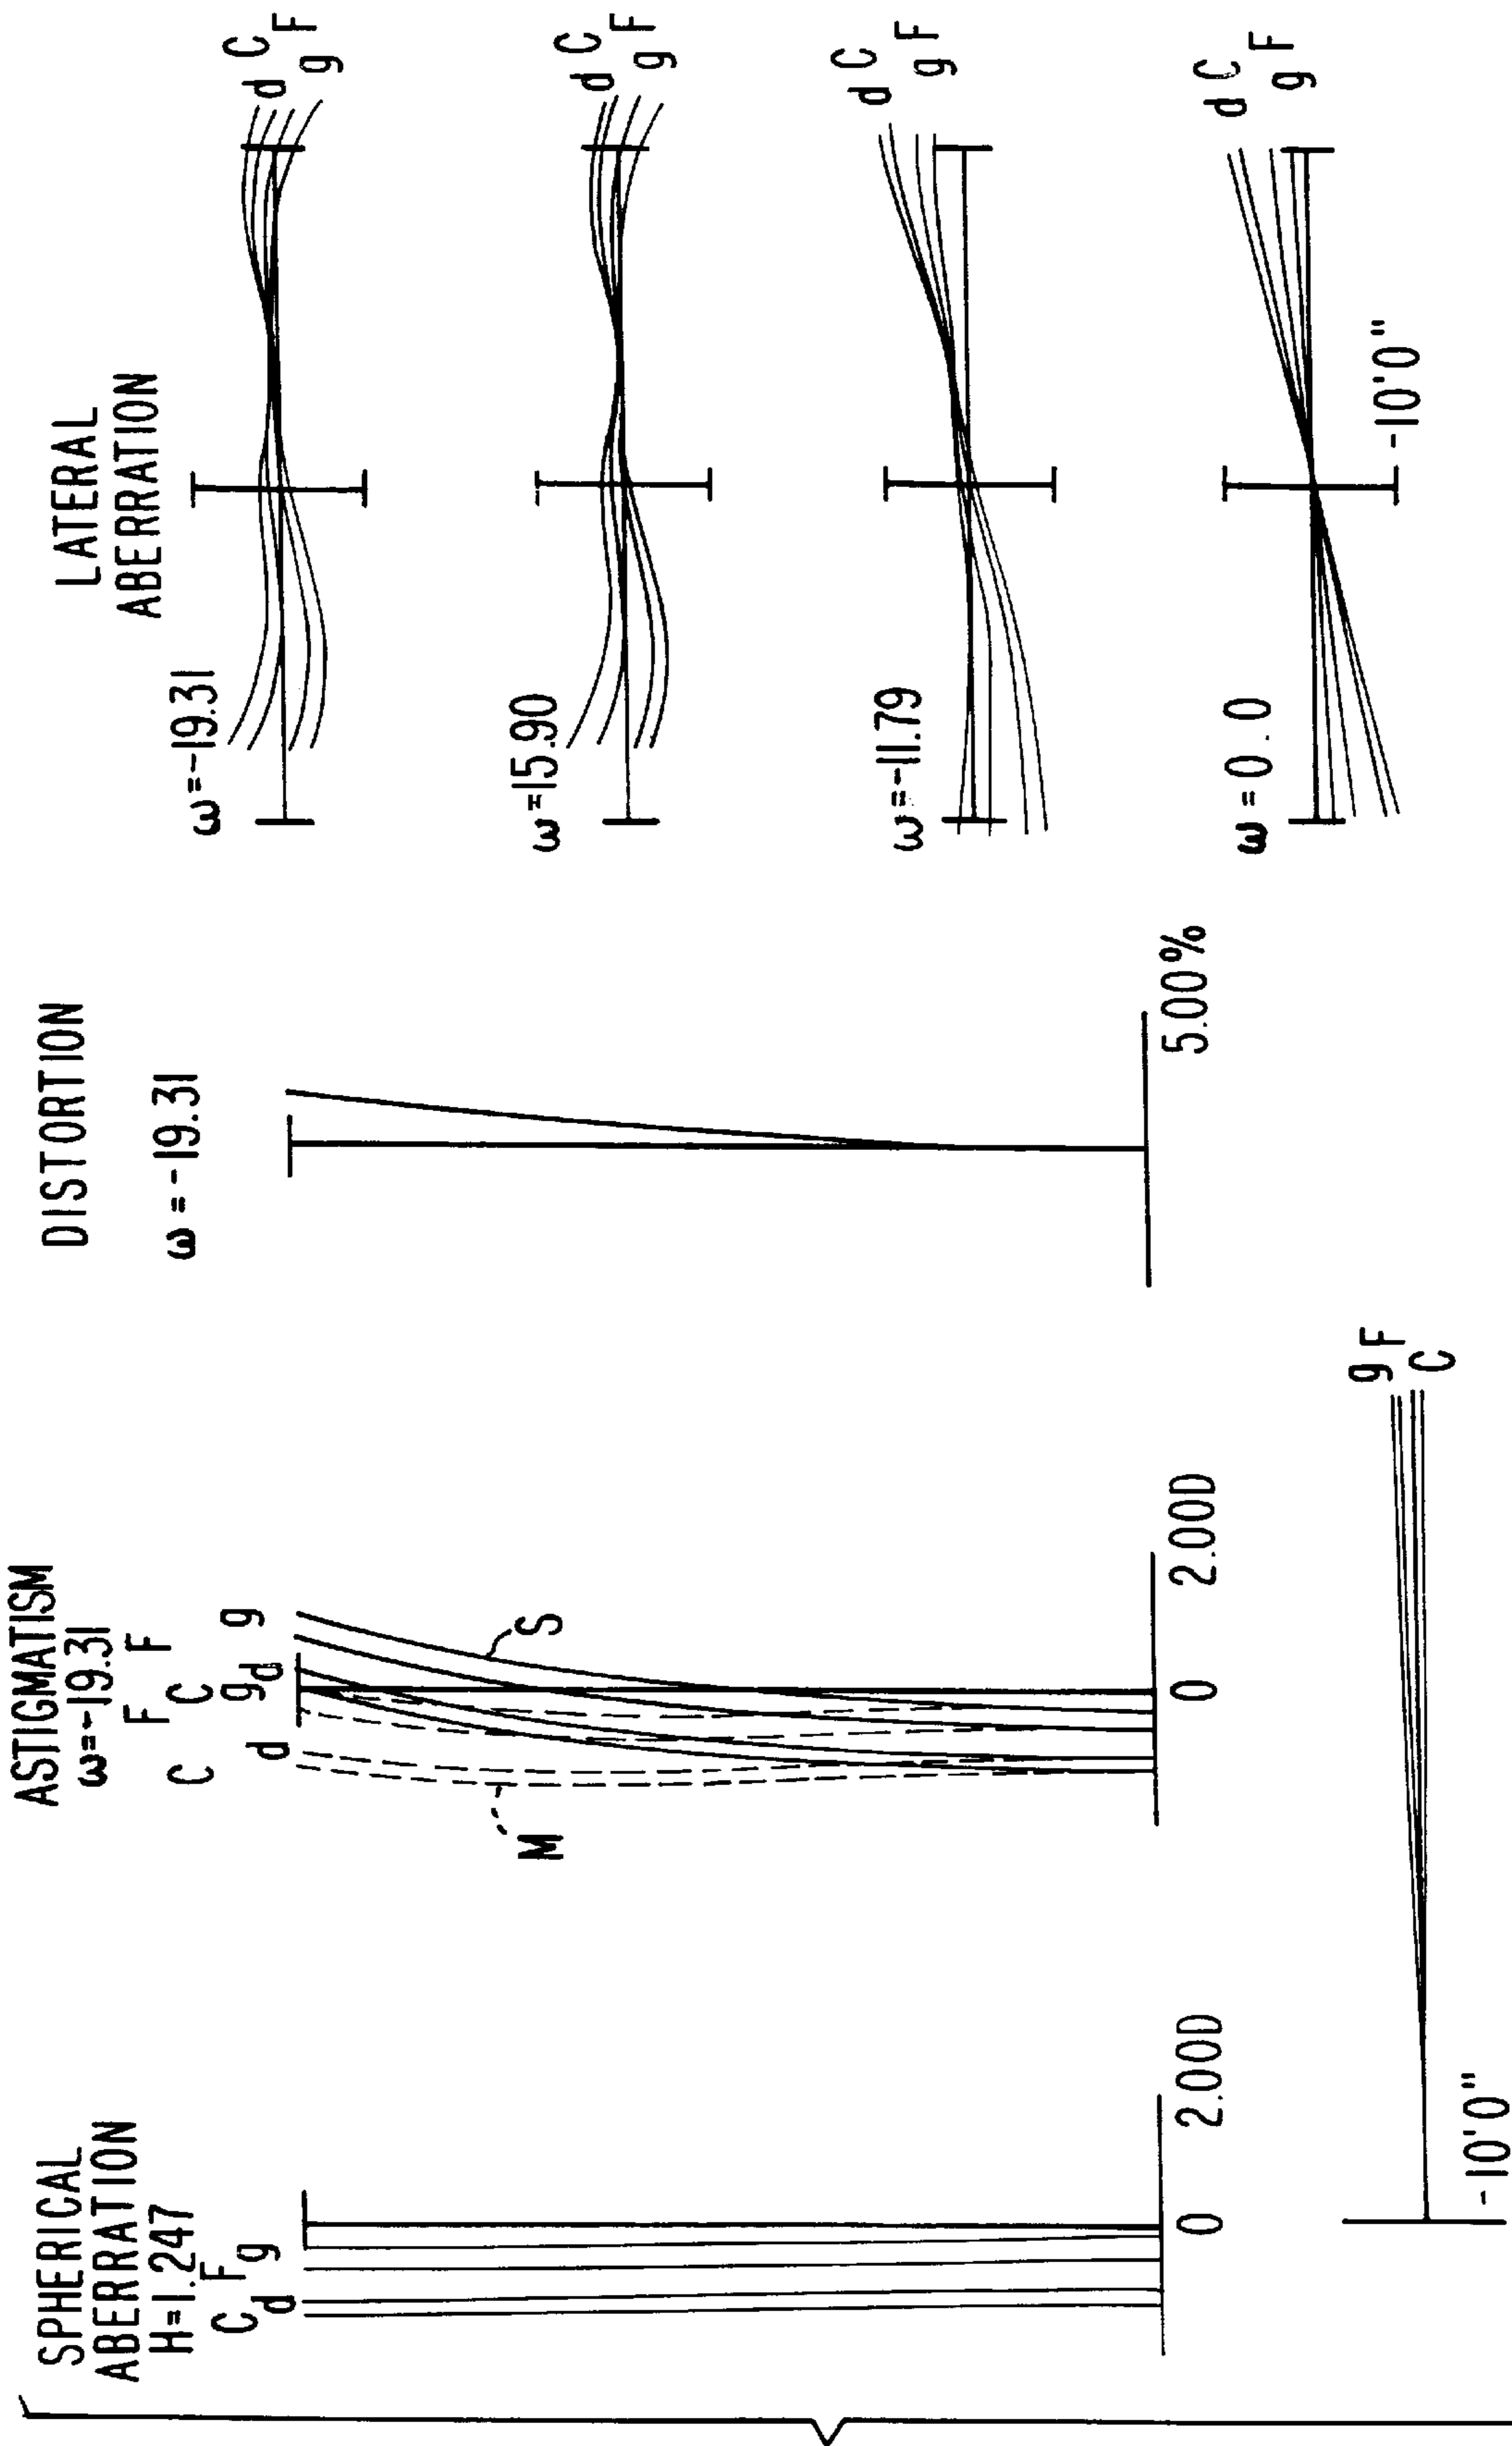 SPHERICAL
ABERRATION
H=1.247
C
d
F
g
0
2.00D
ASTIGMATISM
ω=-19.31
C
d
F
g
C
d
F
g
M
S
0
2.00D
DISTORTION
ω=-19.31
5.00%
LATERAL
ABERRATION
ω=-19.31
d
C
g
F
ω=-15.90
d
C
g
F
ω=-11.79
d
C
g
F
ω=0.0
d
C
g
F
-10'0"
-10'0"
g
F
C